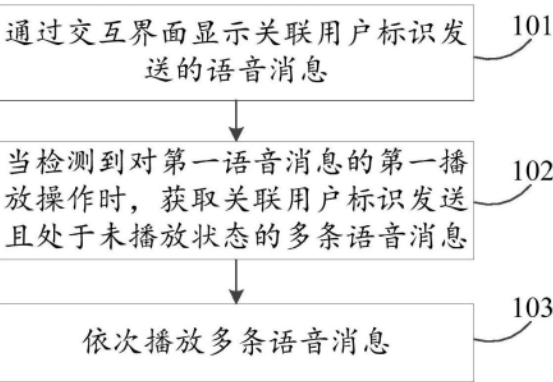 通过交互界面显示关联用户标识发
送的语音消息
101
当检测到对第一语音消息的第一播
放操作时，获取关联用户标识发送
且处于未播放状态的多条语音消息
102
依次播放多条语音消息
103